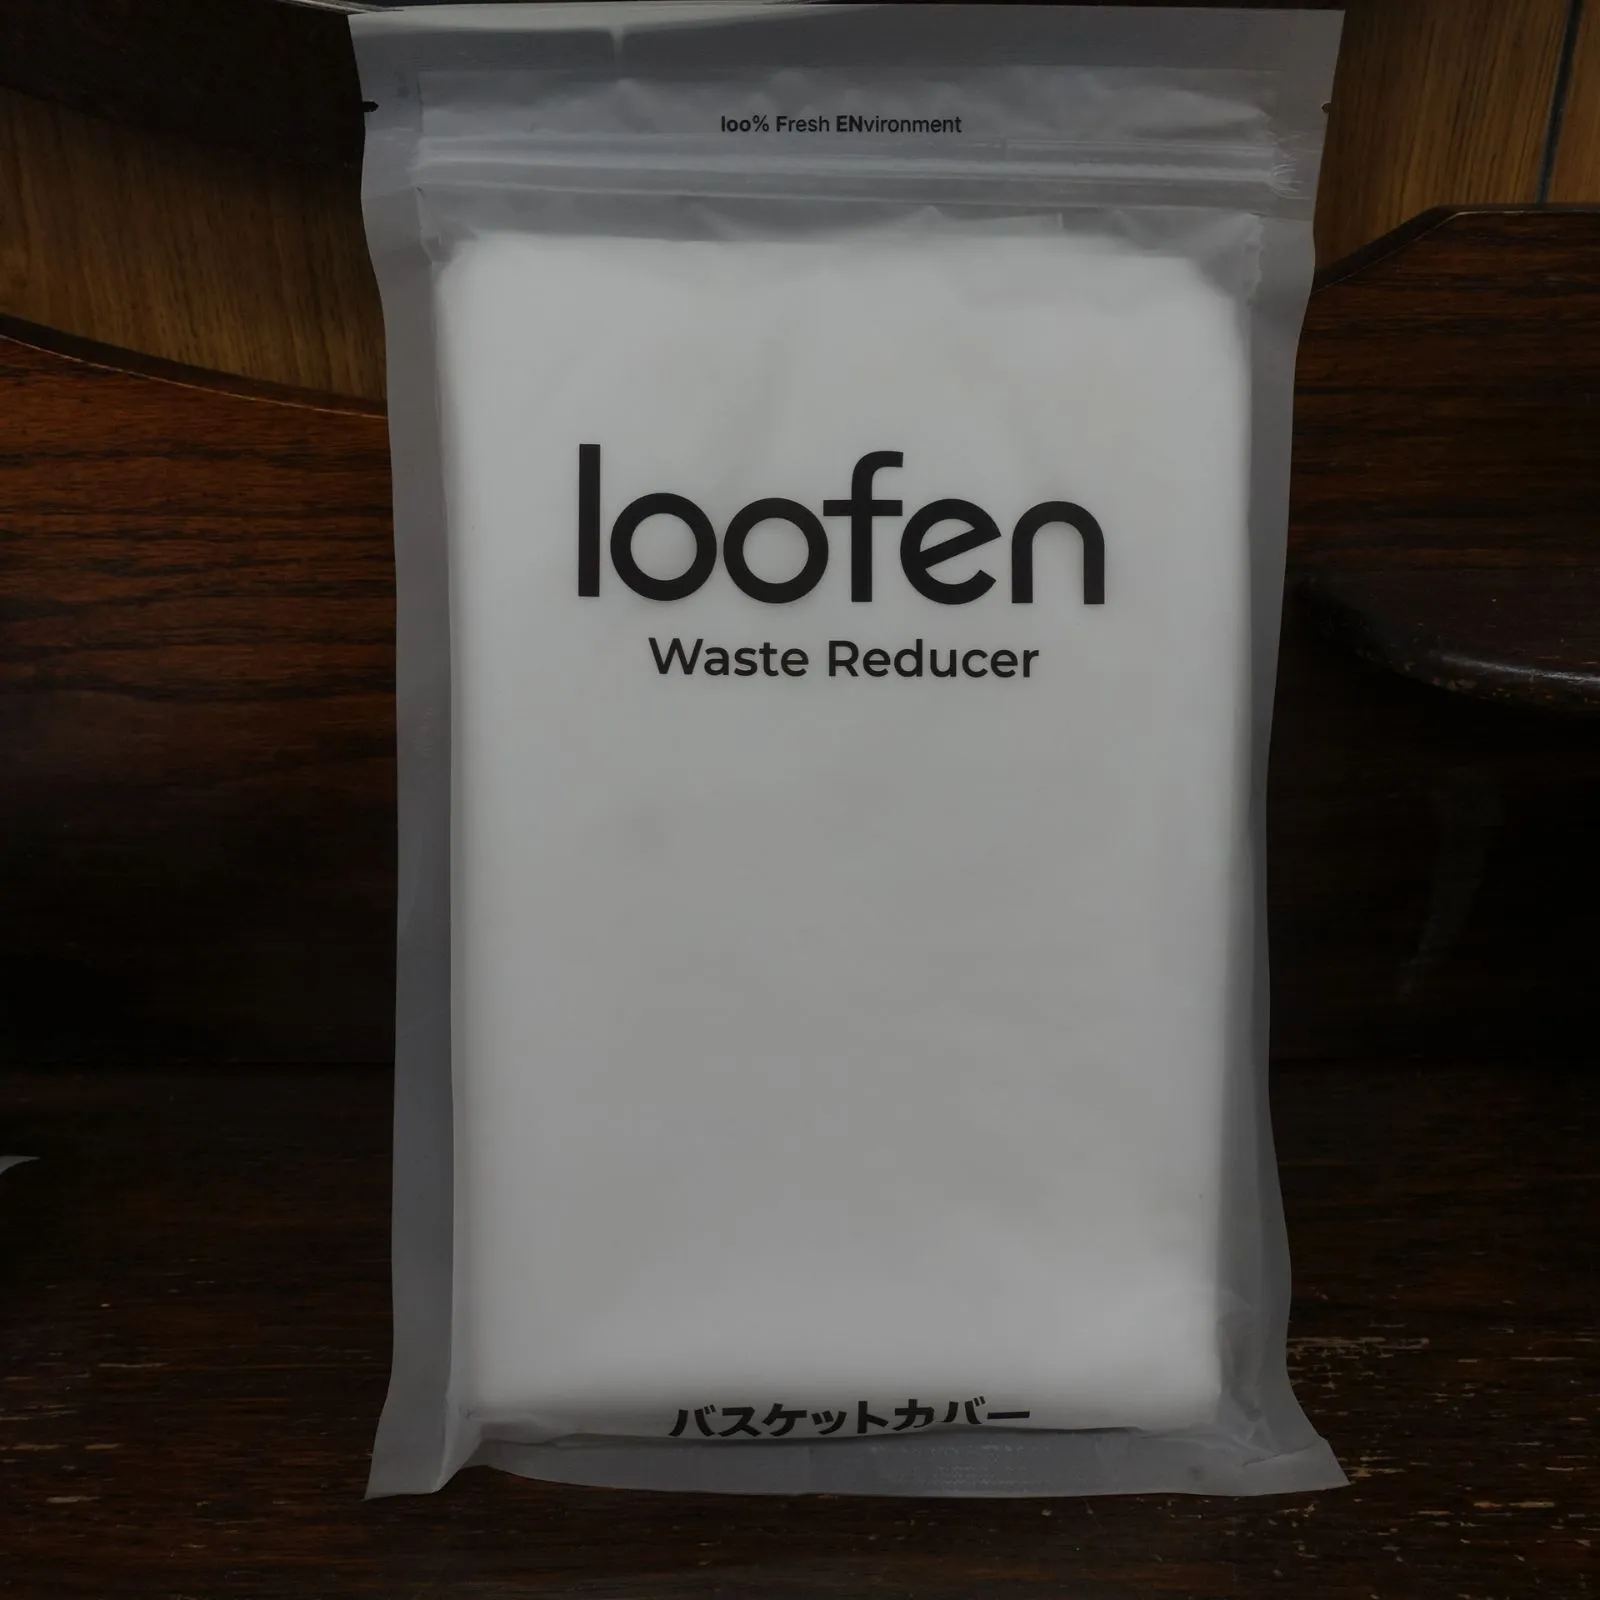 loo% Fresh ENvironment
loofen
Waste Reducer
バスケットカバー